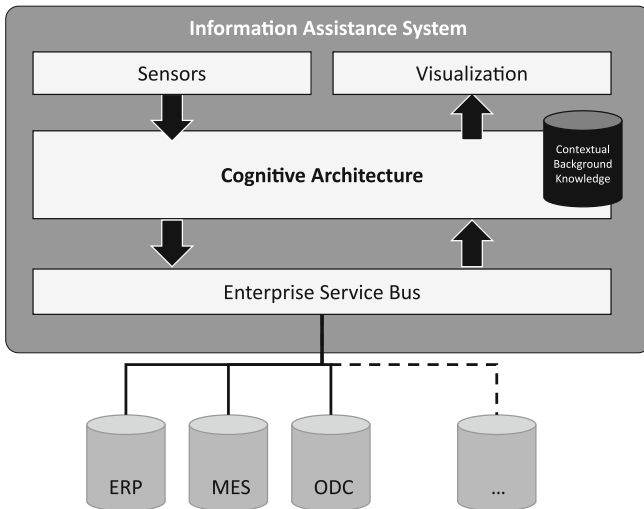 Information Assistance System
Sensors
Visualization
Cognitive Architecture
Contextual
Background
Knowledge
Enterprise Service Bus
ERP
MES
ODC
...